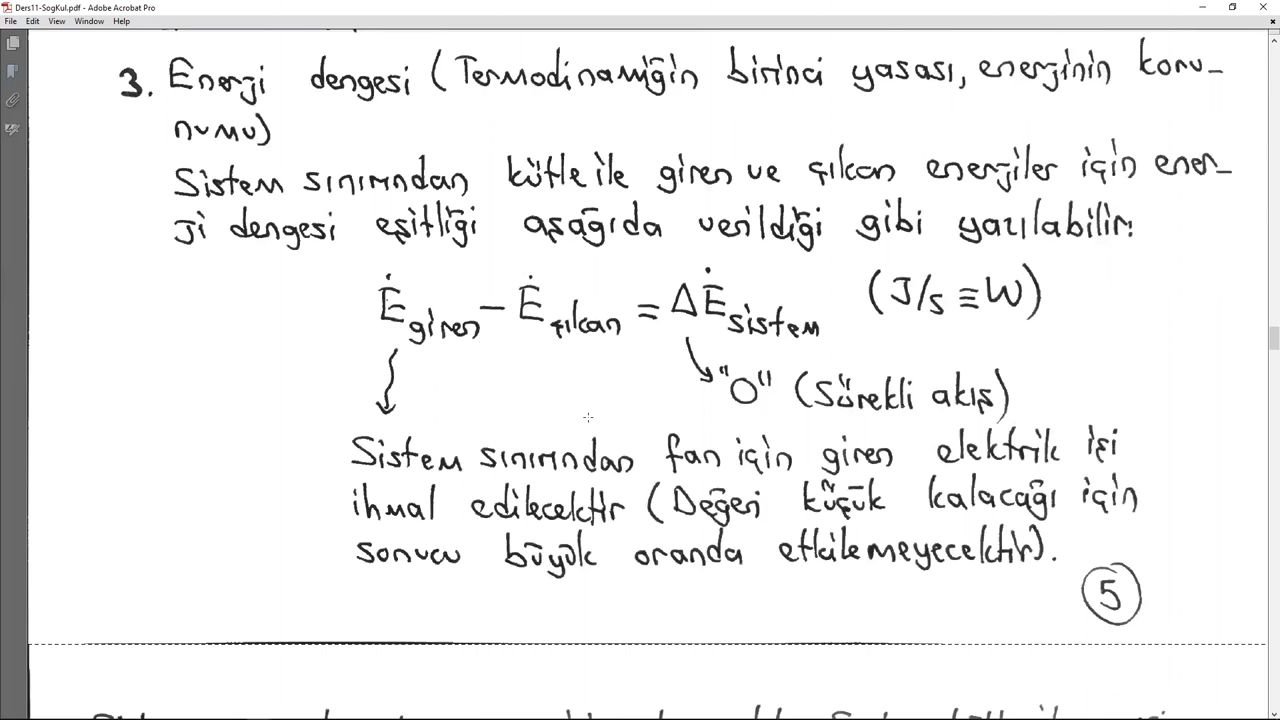 Ders11-SogKul.pdf - Adobe Acrobat Pro
File Edit View Window Help
3. Enerji dengesi (Termodinamiğin birinci yasası, enerjinin koru-
numu)
Sistem sınırından kütle ile giren ve çıkan enerjiler için ener-
ji dengesi eşitliği aşağıda verildiği gibi yazılabilir:
Ė giren - Ė çıkan = ΔĖ sistem (J/s ≡ W)
"0" (Sürekli akış)
Sistem sınırından fan için giren elektrik işi
ihmal edilecektir (Değeri küçük kalacağı için
sonucu büyük oranda etkilemeyecektir).
5